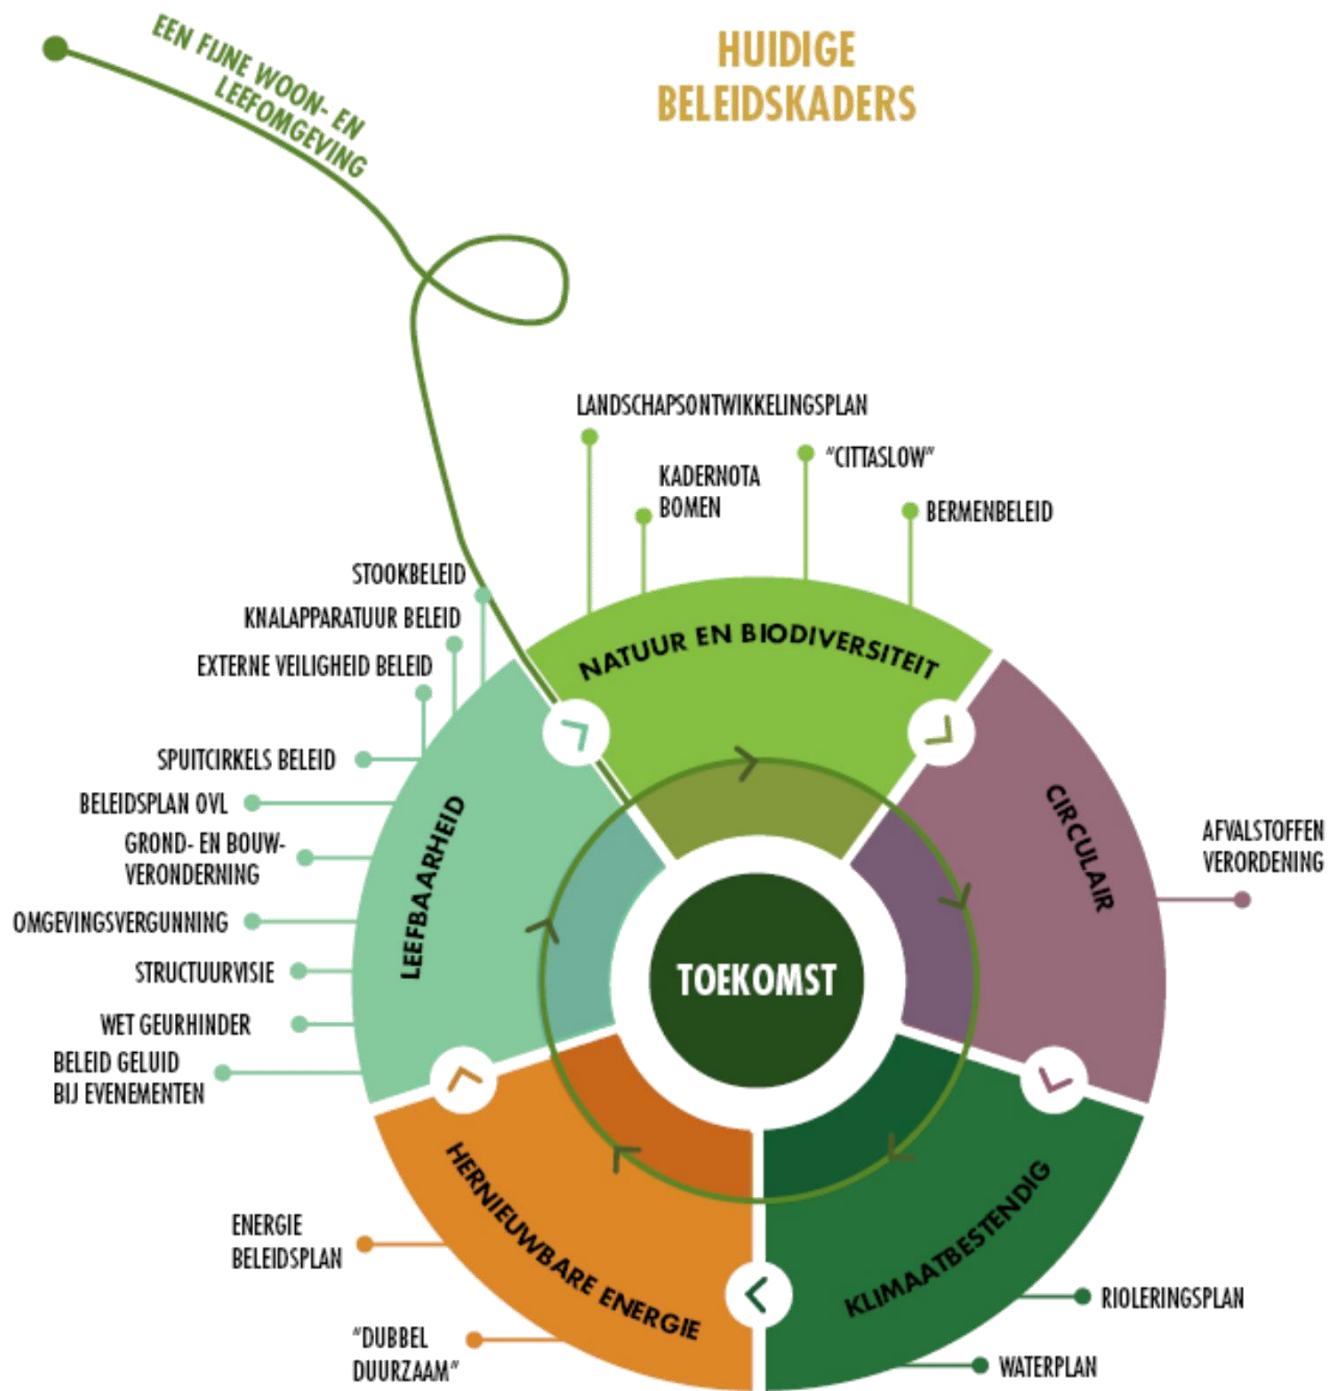 EEN FIJNE WOON- EN
LEEFOMGEVING
HUIDIGE
BELEIDSKADERS
LANDSCHAPSONTWIKKELINGSPLAN
KADERNOTA
BOMEN
“CITTASLOW”
BERMENBELEID
STOOKBELEID
KNALAPPARATUUR BELEID
EXTERNE VEILIGHEID BELEID
SPUITCIRKELS BELEID
BELEIDSPLAN OVL
GROND- EN BOUW-
VERONDERNING
OMGEVINGSVERGUNNING
STRUCTUURVISIE
WET GEURHINDER
BELEID GELUID
BIJ EVENEMENTEN
NATUUR EN BIODIVERSITEIT
CIRCULAIR
AFVALSTOFFEN
VERORDENING
LEEFBAARHEID
TOEKOMST
HERNIEUWBARE ENERGIE
KLIMAATBESTENDIG
ENERGIE
BELEIDSPLAN
“DUBBEL
DUURZAAM”
RIOLERINGSPLAN
WATERPLAN